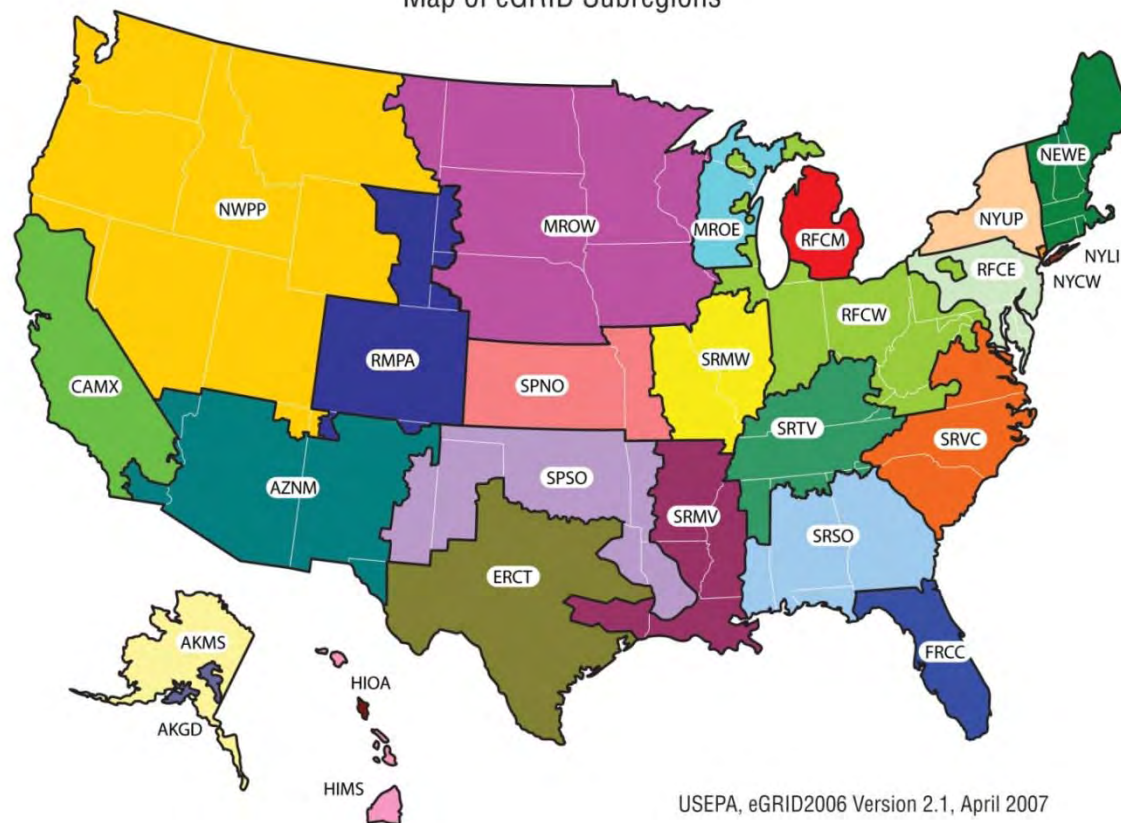 Map of eGRID Subregions
NEWE
NWPP
NYUP
MROW
MROE
RFCM
NYLI
RFCE
NYCW
RFCW
RMPA
SRMW
CAMX
SPNO
SRTV
SRVC
AZNM
SPSO
SRMV
SRSO
ERCT
AKMS
FRCC
HIOA
AKGD
HIMS
USEPA, eGRID2006 Version 2.1, April 2007